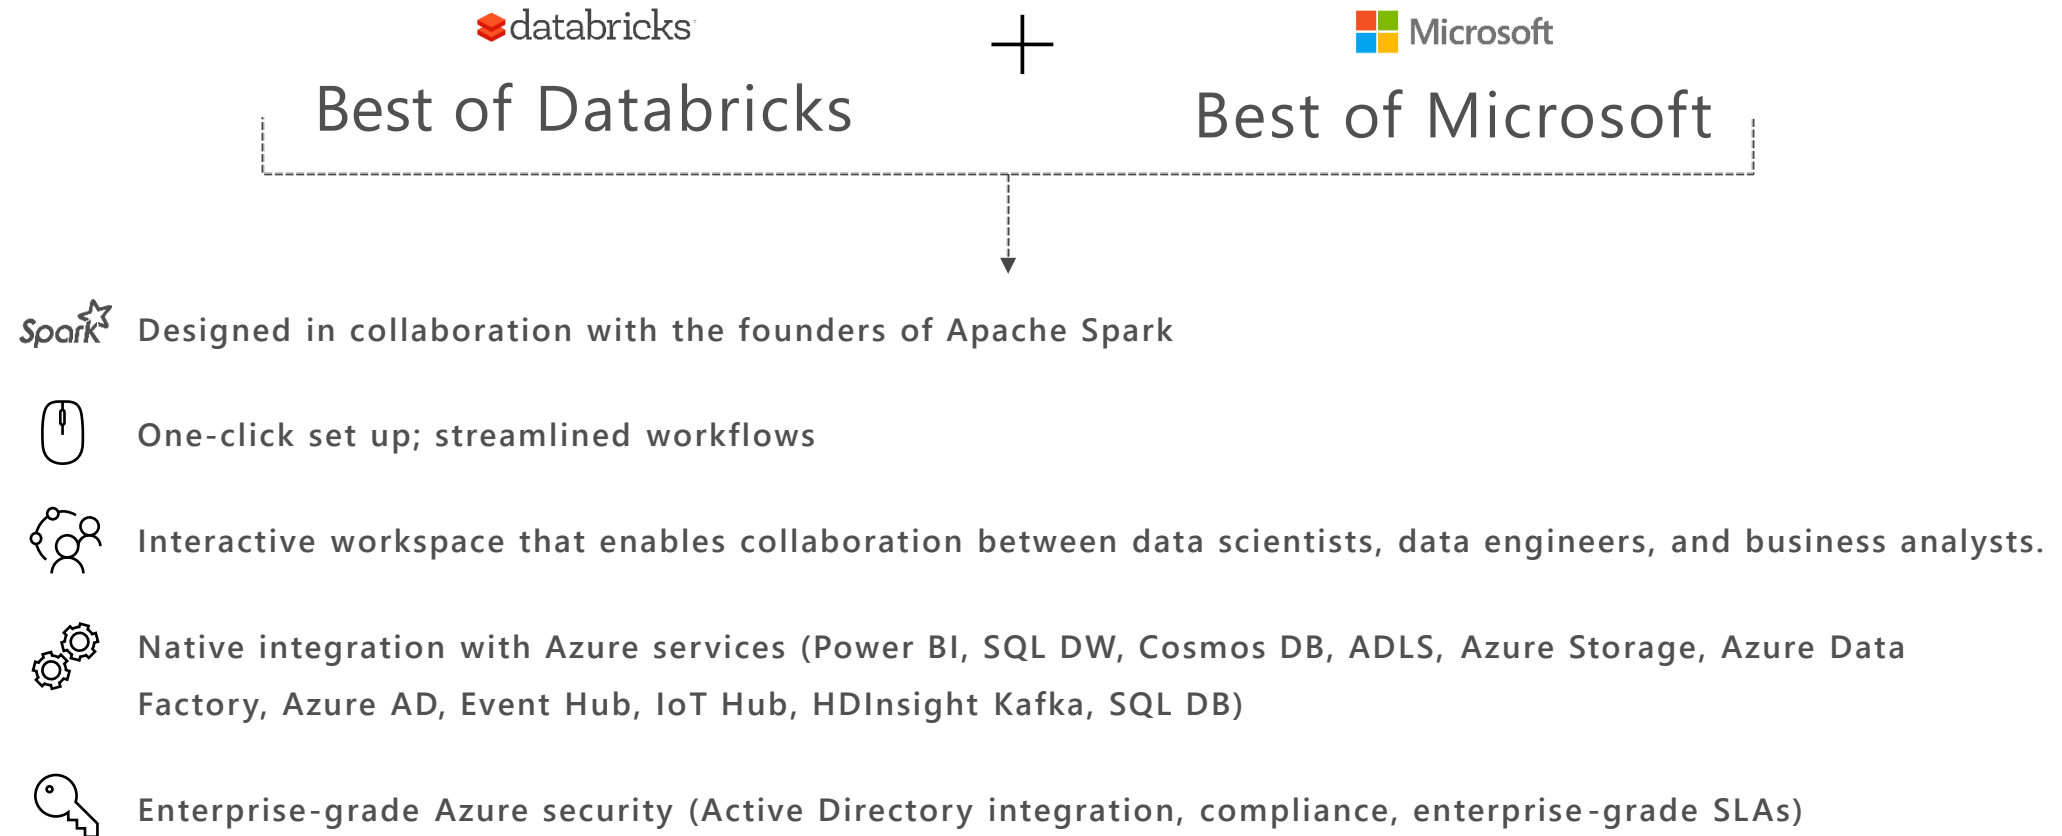 databricks
Microsoft
Best of Databricks
Best of Microsoft
Spark
Designed in collaboration with the founders of Apache Spark
One-click set up; streamlined workflows
Interactive workspace that enables collaboration between data scientists, data engineers, and business analysts.
Native integration with Azure services (Power BI, SQL DW, Cosmos DB, ADLS, Azure Storage, Azure Data
Factory, Azure AD, Event Hub, IoT Hub, HDInsight Kafka, SQL DB)
Enterprise-grade Azure security (Active Directory integration, compliance, enterprise-grade SLAs)